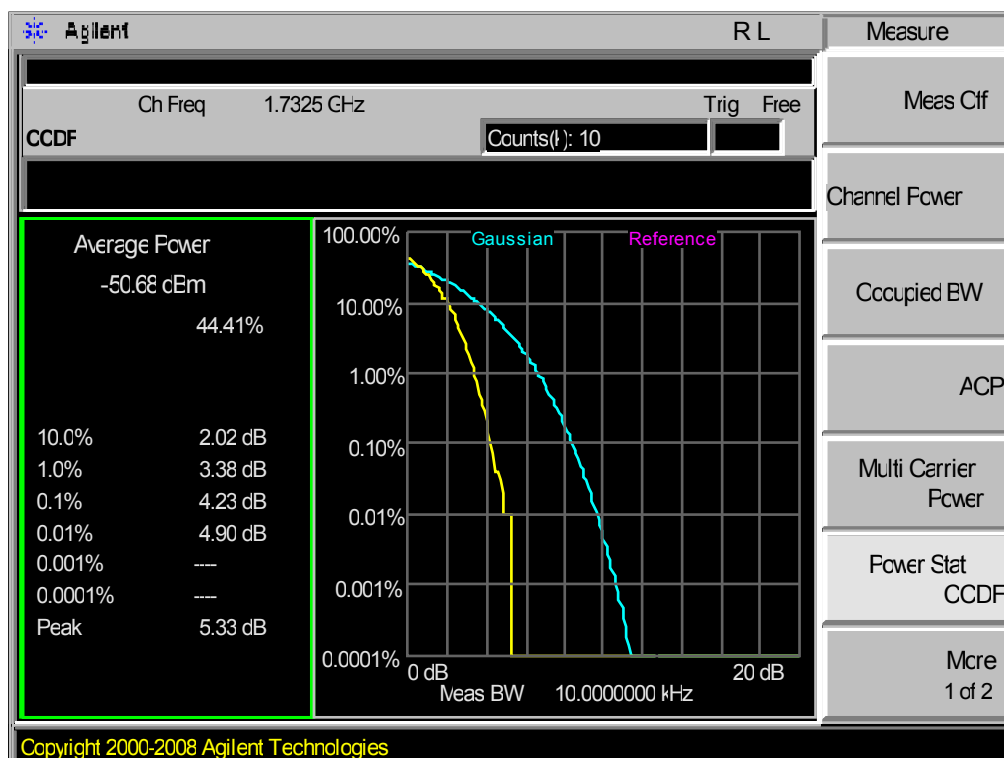 Agilent R L Measure
Ch Freq 1.7325 GHz Trig Free
CCDF Counts(k): 10
Meas Off
Channel Power
Occupied BW
ACP
Multi Carrier
Power
Power Stat
CCDF
More
1 of 2
Average Power
-50.68 dBm
44.41%
10.0% 2.02 dB
1.0% 3.38 dB
0.1% 4.23 dB
0.01% 4.90 dB
0.001% ----
0.0001% ----
Peak 5.33 dB
Gaussian Reference
100.00%
10.00%
1.00%
0.10%
0.01%
0.001%
0.0001%
0 dB 20 dB
Meas BW 10.0000000 kHz
Copyright 2000-2008 Agilent Technologies